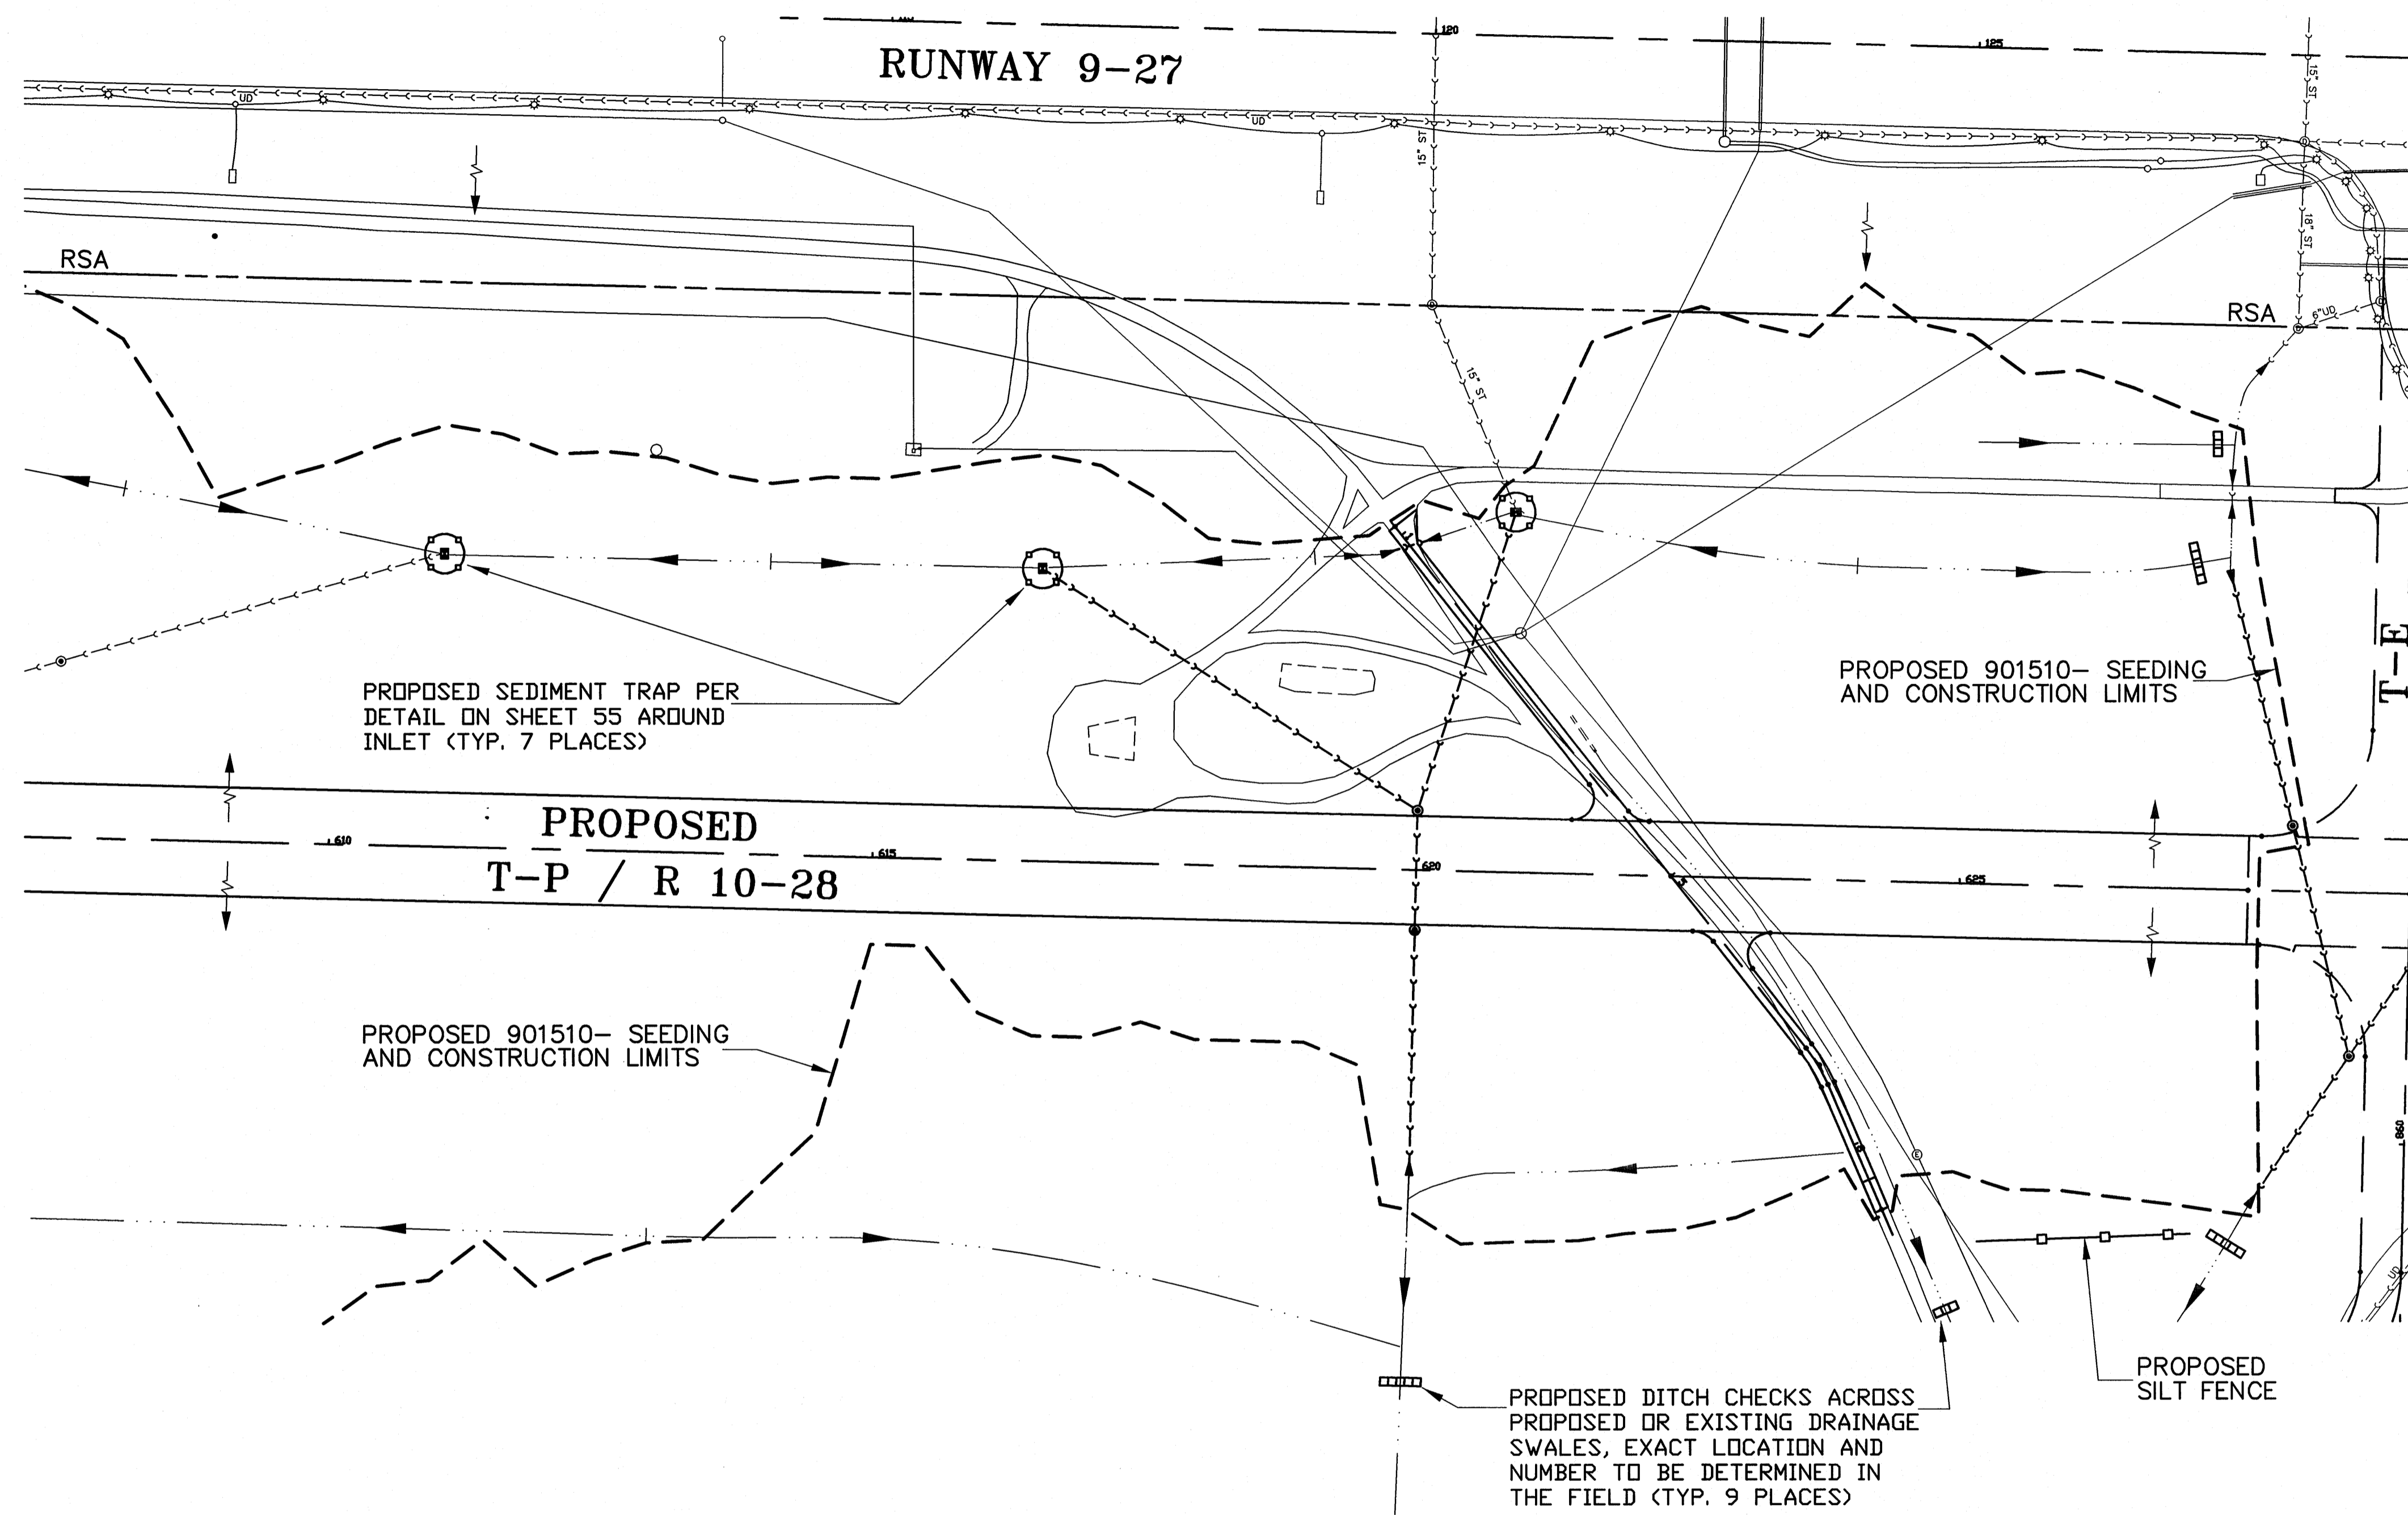 120
125
RUNWAY 9-27
UD
UD
15" ST
15" ST
18" ST
RSA
RSA
6"UD
15" ST
PROPOSED SEDIMENT TRAP PER
DETAIL ON SHEET 55 AROUND
INLET (TYP. 7 PLACES)
PROPOSED 901510- SEEDING
AND CONSTRUCTION LIMITS
T-E
PROPOSED
T-P / R 10-28
610
615
620
625
PROPOSED 901510- SEEDING
AND CONSTRUCTION LIMITS
860
E
UD
PROPOSED
SILT FENCE
PROPOSED DITCH CHECKS ACROSS
PROPOSED OR EXISTING DRAINAGE
SWALES, EXACT LOCATION AND
NUMBER TO BE DETERMINED IN
THE FIELD (TYP. 9 PLACES)